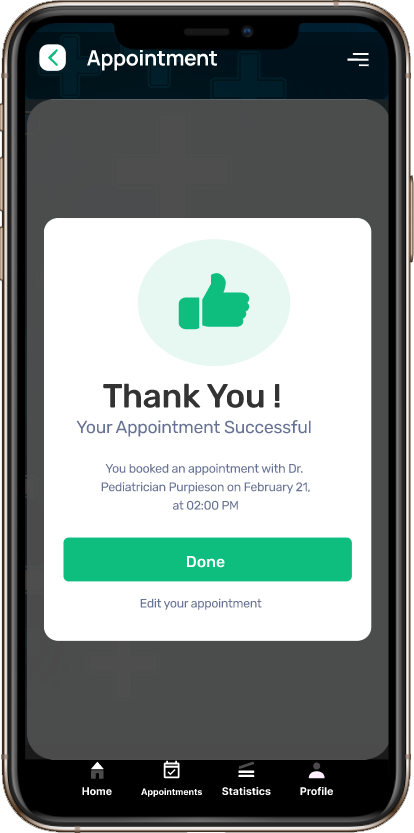 Appointment
Thank You !
Your Appointment Successful
You booked an appointment with Dr.
Pediatrician Purpieson on February 21,
at 02:00 PM
Done
Edit your appointment
Home
Appointments
Statistics
Profile